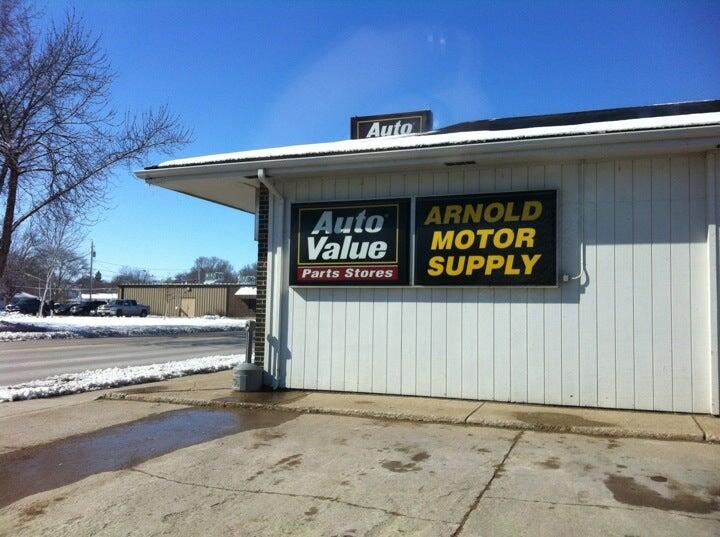 Auto
Auto
Value
Parts Stores
ARNOLD
MOTOR
SUPPLY